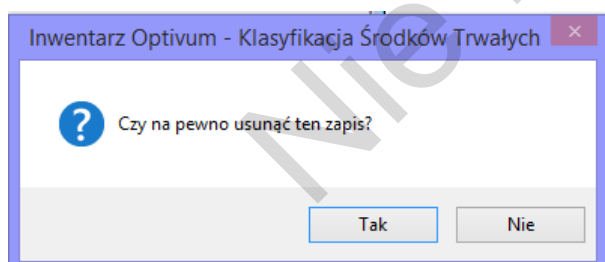 Inwentarz Optivum - Klasyfikacja Środków Trwałych
Czy na pewno usunąć ten zapis?
Tak
Nie
Nie